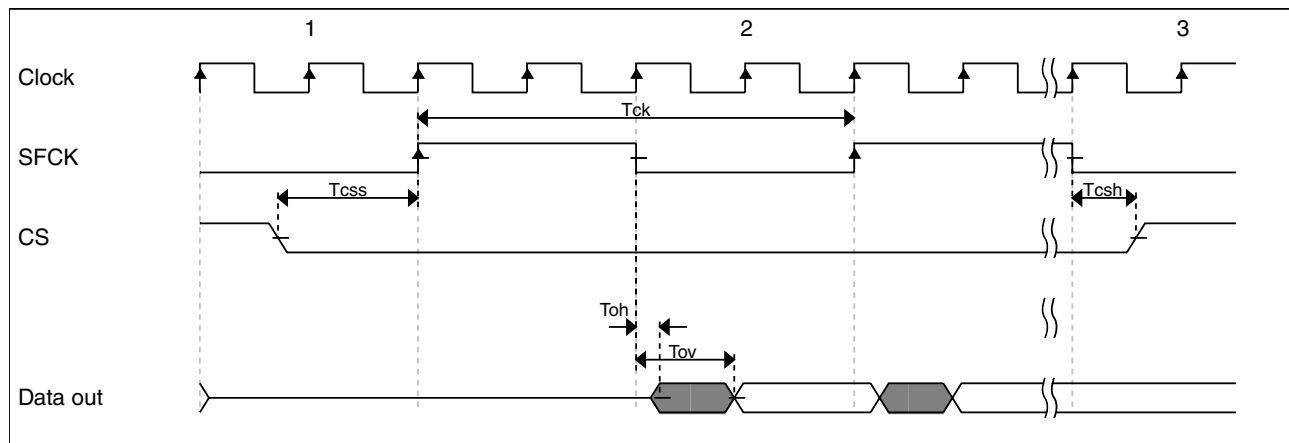 1 2 3
Clock
Tck
SFCK
Tcss Tcsh
CS
Toh
Tov
Data out